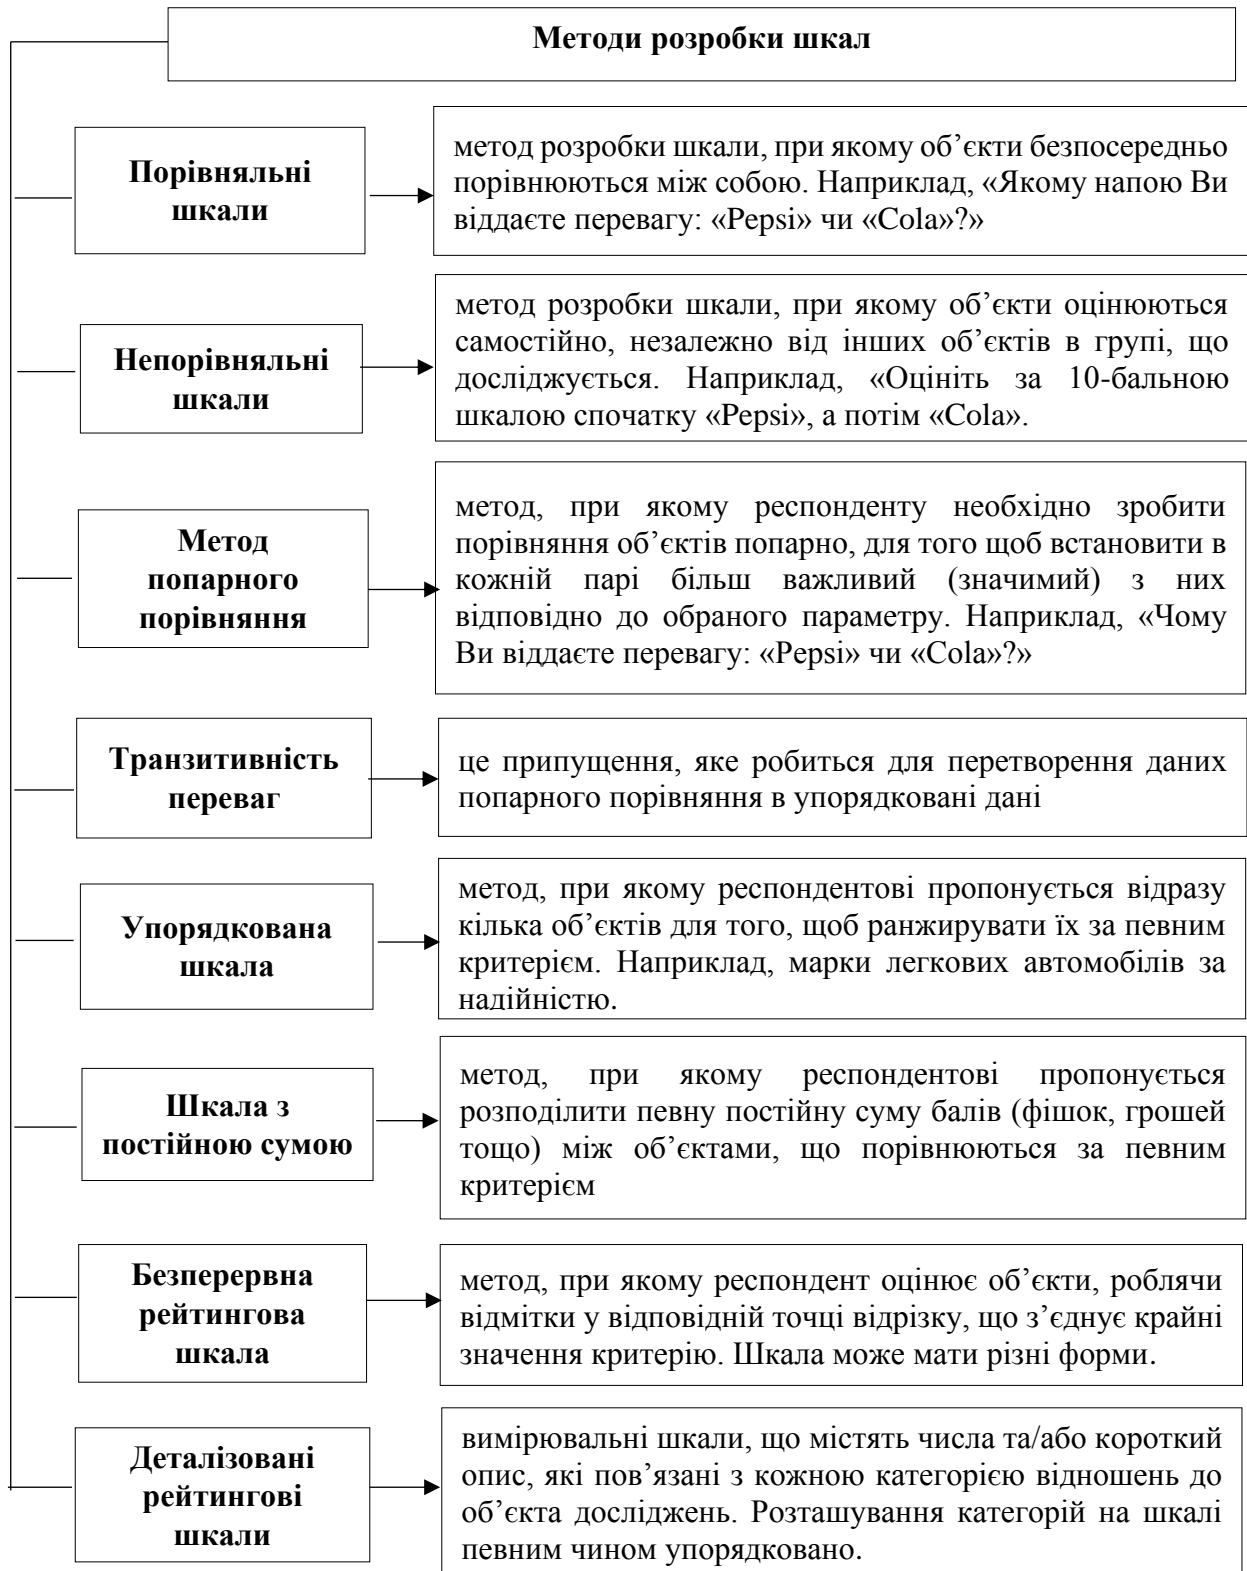 Методи розробки шкал
Порівняльні
шкали
метод розробки шкали, при якому об’єкти безпосередньо
порівнюються між собою. Наприклад, «Якому напою Ви
віддаєте перевагу: «Pepsi» чи «Cola»?»
Непорівняльні
шкали
метод розробки шкали, при якому об’єкти оцінюються
самостійно, незалежно від інших об’єктів в групі, що
досліджується. Наприклад, «Оцініть за 10-бальною
шкалою спочатку «Pepsi», а потім «Cola».
Метод
попарного
порівняння
метод, при якому респонденту необхідно зробити
порівняння об’єктів попарно, для того щоб встановити в
кожній парі більш важливий (значимий) з них
відповідно до обраного параметру. Наприклад, «Чому
Ви віддаєте перевагу: «Pepsi» чи «Cola»?»
Транзитивність
переваг
це припущення, яке робиться для перетворення даних
попарного порівняння в упорядковані дані
Упорядкована
шкала
метод, при якому респондентові пропонується відразу
кілька об’єктів для того, щоб ранжирувати їх за певним
критерієм. Наприклад, марки легкових автомобілів за
надійністю.
Шкала з
постійною сумою
метод, при якому респондентові пропонується
розподілити певну постійну суму балів (фішок, грошей
тощо) між об’єктами, що порівнюються за певним
критерієм
Безперервна
рейтингова
шкала
метод, при якому респондент оцінює об’єкти, роблячи
відмітки у відповідній точці відрізку, що з’єднує крайні
значення критерію. Шкала може мати різні форми.
Деталізовані
рейтингові
шкали
вимірювальні шкали, що містять числа та/або короткий
опис, які пов’язані з кожною категорією відношень до
об’єкта досліджень. Розташування категорій на шкалі
певним чином упорядковано.